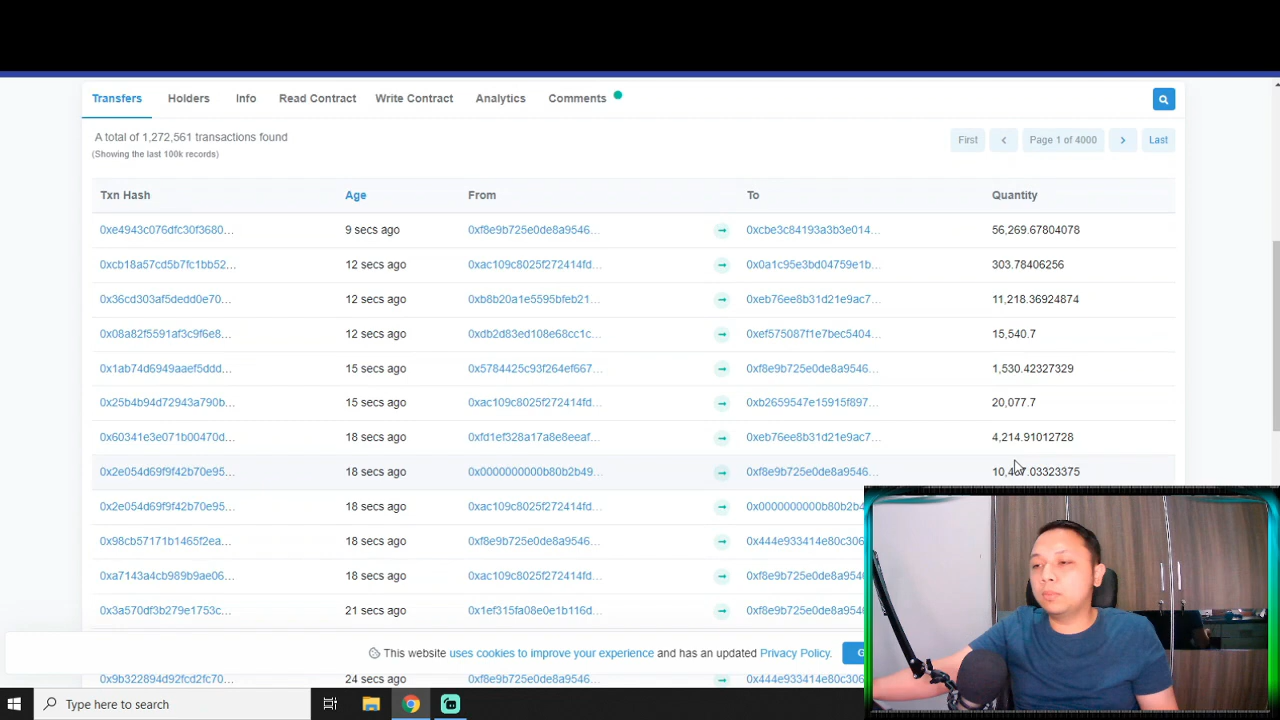 Transfers Holders Info Read Contract Write Contract Analytics Comments
A total of 1,272,561 transactions found
(Showing the last 100k records)
First Page 1 of 4000 Last
Txn Hash Age From To Quantity
0xe4943c076dfc30f3680... 9 secs ago 0xf8e9b725e0de8a9546... 0xcbe3c84193a3b3e014... 56,269.67804078
0xcb18a57cd5b7fc1bb52... 12 secs ago 0xac109c8025f272414fd... 0x0a1c95e3bd04759e1b... 303.78406256
0x36cd303af5dedd0e70... 12 secs ago 0xb8b20a1e5595bfeb21... 0xeb76ee8b31d21e9ac7... 11,218.36924874
0x08a82f5591af3c9f6e8... 12 secs ago 0xdb2d83ed108e68cc1c... 0xef575087f1e7bec5404... 15,540.7
0x1ab74d6949aaef5ddd... 15 secs ago 0x5784425c93f264ef667... 0xf8e9b725e0de8a9546... 1,530.42327329
0x25b4b94d72943a790b... 15 secs ago 0xac109c8025f272414fd... 0xb2659547e15915f897... 20,077.7
0x60341e3e071b00470d... 18 secs ago 0xfd1ef328a17a8e8eeaf... 0xeb76ee8b31d21e9ac7... 4,214.91012728
0x2e054d69f9f42b70e95... 18 secs ago 0x0000000000b80b2b49... 0xf8e9b725e0de8a9546...
0x2e054d69f9f42b70e95... 18 secs ago 0xac109c8025f272414fd... 0x0000000000b80b2b4
0x98cb57171b1465f2ea... 18 secs ago 0xf8e9b725e0de8a9546... 0x444e933414e80c306
0xa7143a4cb989b9ae06... 18 secs ago 0xac109c8025f272414fd... 0xf8e9b725e0de8a9546
0x3a570df3b279e1753c... 21 secs ago 0x1ef315fa08e0e1b116d... 0xf8e9b725e0de8a9546
This website uses cookies to improve your experience and has an updated Privacy Policy. G
0x9b322894d92fcd2fc70... 24 secs ago 0xf8e9b725e0de8a9546... 0x444e933414e80c306
Type here to search